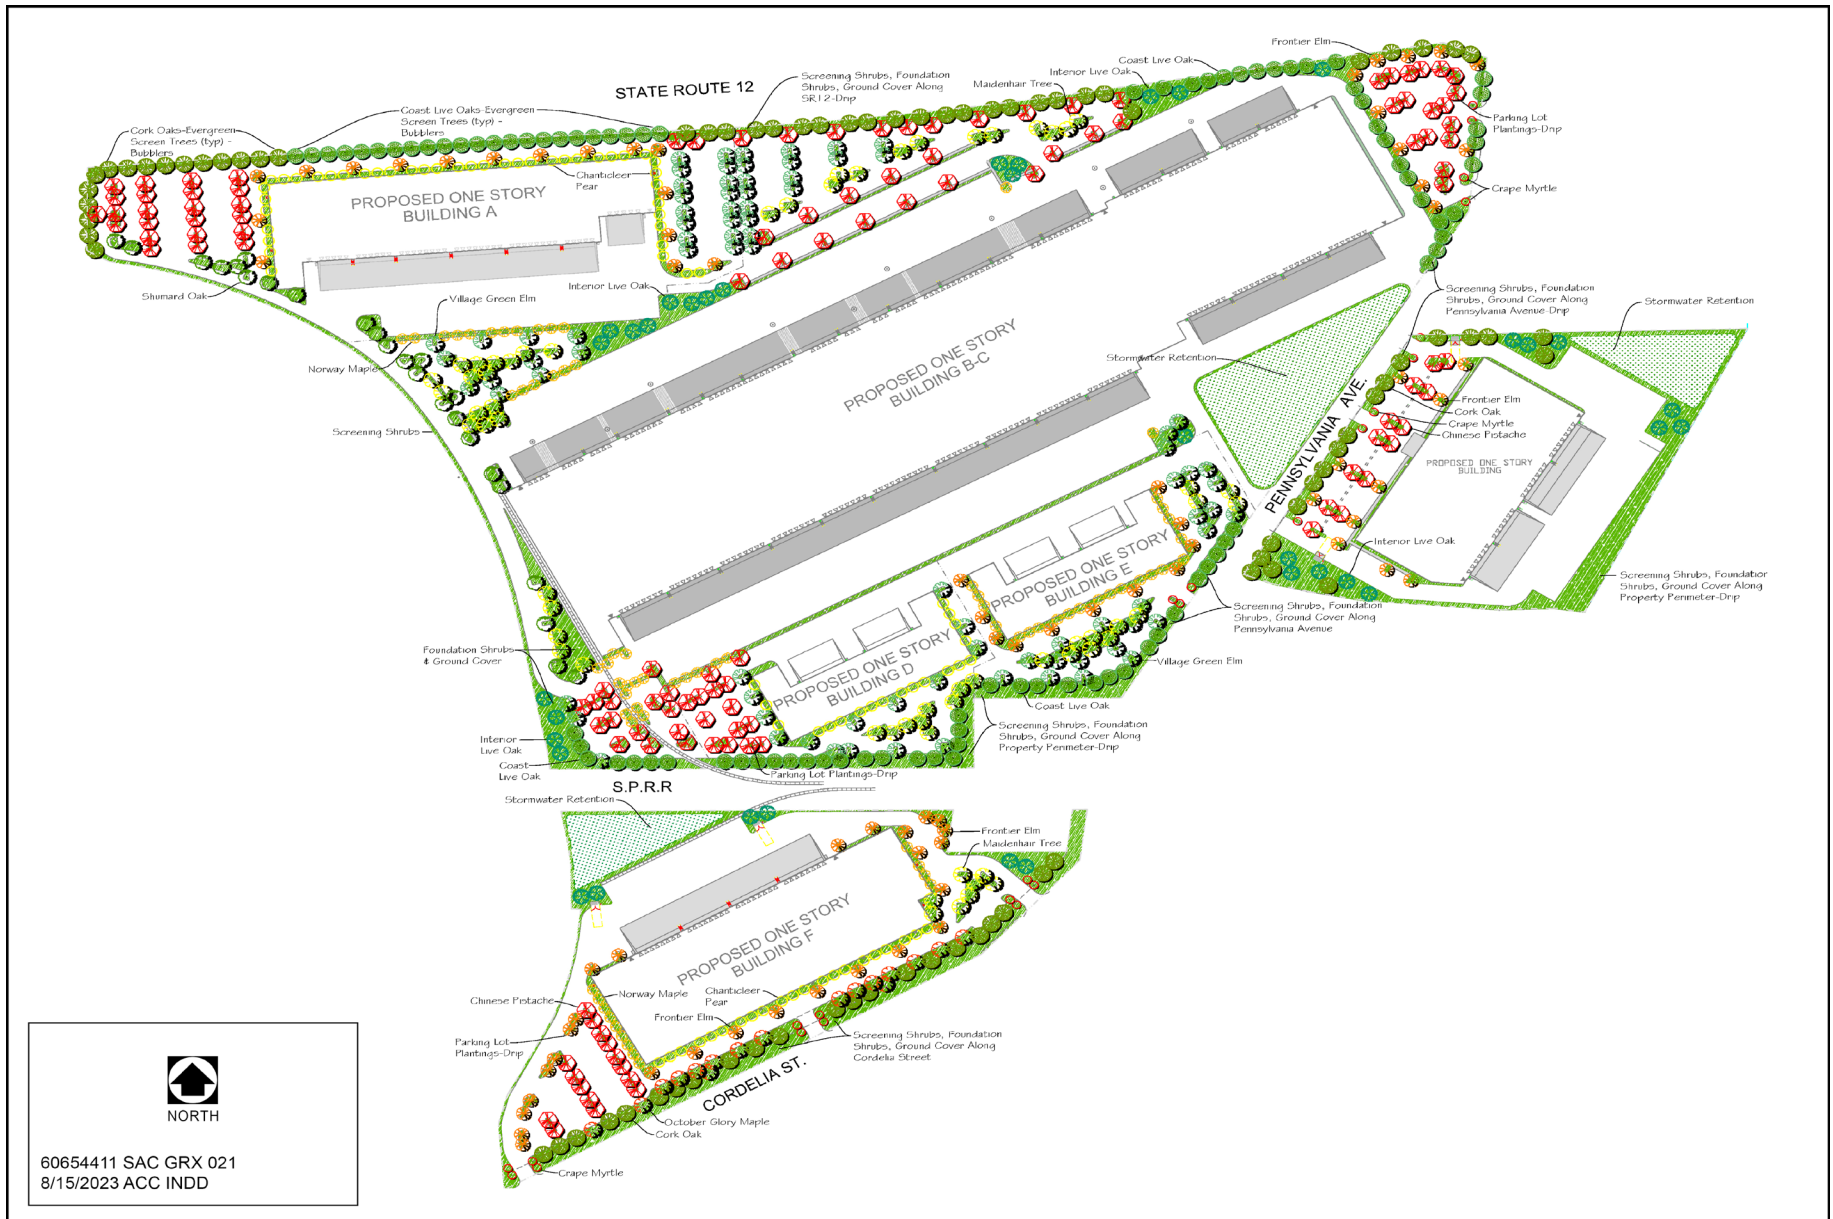 Frontier Elm
Coast Live Oak
Interior Live Oak
Maidenhair Tree
Screening Shrubs, Foundation
Shrubs, Ground Cover Along
SR12-Drip
STATE ROUTE 12
Coast Live Oaks-Evergreen
Screen Trees (typ) -
Bubblers
Cork Oaks-Evergreen
Screen Trees (typ) -
Bubblers
Parking Lot
Plantings-Drip
Chanticleer
Pear
Crape Myrtle
PROPOSED ONE STORY
BUILDING A
Shumard Oak
Village Green Elm
Interior Live Oak
Norway Maple
Screening Shrubs
PROPOSED ONE STORY
BUILDING B-C
Stormwater Retention
Screening Shrubs, Foundation
Shrubs, Ground Cover Along
Pennsylvania Avenue-Drip
Stormwater Retention
PENNSYLVANIA AVE.
Frontier Elm
Cork Oak
Crape Myrtle
Chinese Pistache
PROPOSED ONE STORY
BUILDING
Interior Live Oak
Screening Shrubs, Foundation
Shrubs, Ground Cover Along
Property Perimeter-Drip
PROPOSED ONE STORY
BUILDING E
Screening Shrubs, Foundation
Shrubs, Ground Cover Along
Pennsylvania Avenue
Village Green Elm
Foundation Shrubs
& Ground Cover
PROPOSED ONE STORY
BUILDING D
Coast Live Oak
Screening Shrubs, Foundation
Shrubs, Ground Cover Along
Property Perimeter-Drip
Interior
Live Oak
Coast
Live Oak
Parking Lot Plantings-Drip
S.P.R.R
Stormwater Retention
Frontier Elm
Maidenhair Tree
PROPOSED ONE STORY
BUILDING F
Chinese Pistache
Norway Maple
Chanticleer
Pear
Frontier Elm
Parking Lot
Plantings-Drip
Screening Shrubs, Foundation
Shrubs, Ground Cover Along
Cordelia Street
CORDELIA ST.
October Glory Maple
Cork Oak
Crape Myrtle
NORTH
60654411 SAC GRX 021
8/15/2023 ACC INDD